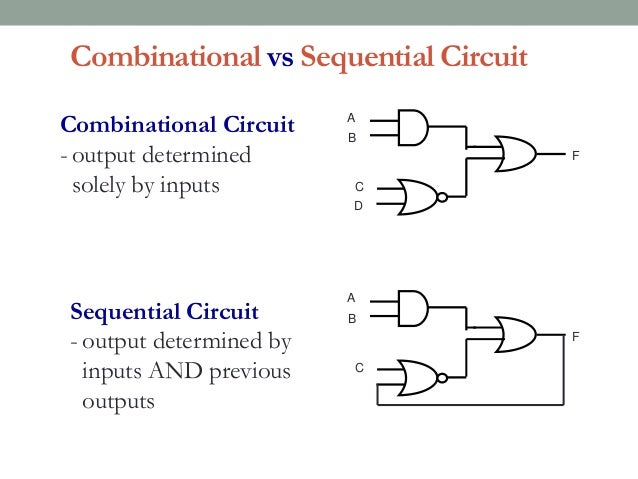 Combinational vs Sequential Circuit
Combinational Circuit
- output determined
solely by inputs
A
B
C
D
F
Sequential Circuit
- output determined by
inputs AND previous
outputs
A
B
C
F